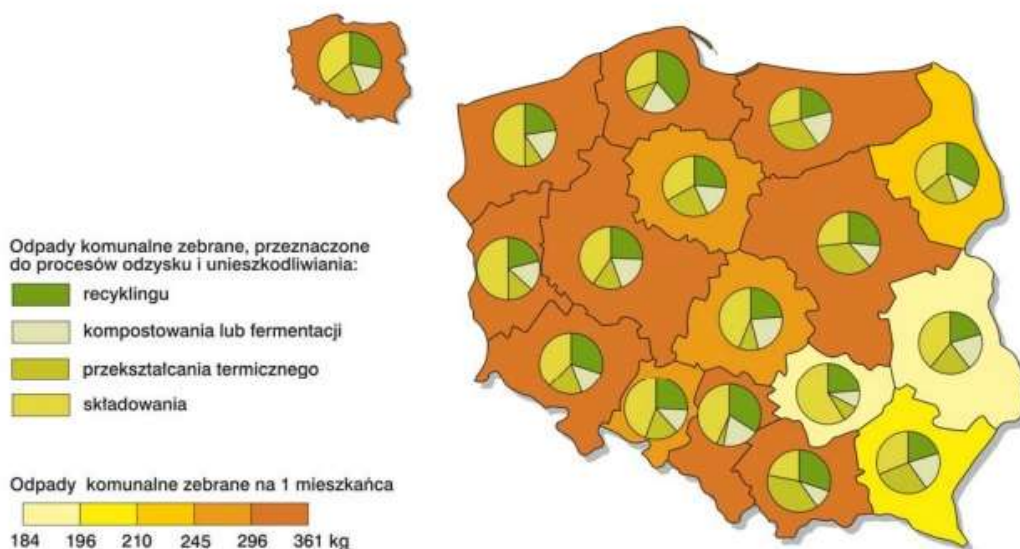 Odpady komunalne zebrane, przeznaczone
do procesów odzysku i unieszkodliwiania:
recyklingu
kompostowania lub fermentacji
przekształcania termicznego
składowania
Odpady komunalne zebrane na 1 mieszkańca
184 196 210 245 296 361 kg